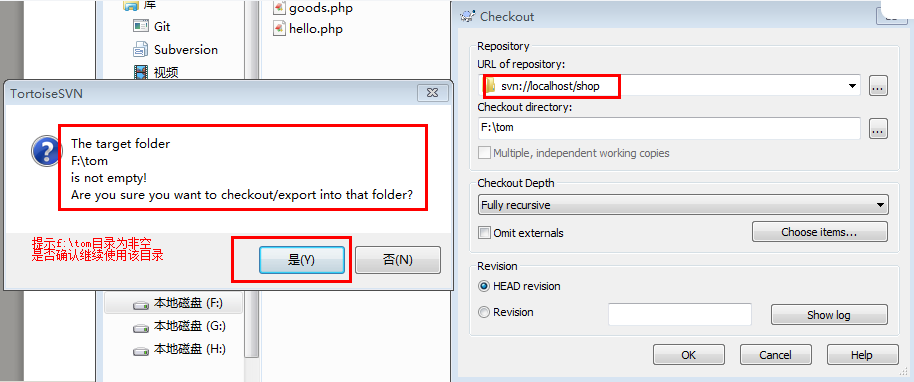 库
Git
Subversion
视频
goods.php
hello.php
TortoiseSVN
The target folder
F:\tom
is not empty!
Are you sure you want to checkout/export into that folder?
提示f:\tom目录为非空
是否确认继续使用该目录
是(Y)
否(N)
本地磁盘 (F:)
本地磁盘 (G:)
本地磁盘 (H:)
Checkout
Repository
URL of repository:
svn://localhost/shop
...
Checkout directory:
F:\tom
...
Multiple, independent working copies
Checkout Depth
Fully recursive
Omit externals
Choose items...
Revision
HEAD revision
Revision
Show log
OK
Cancel
Help